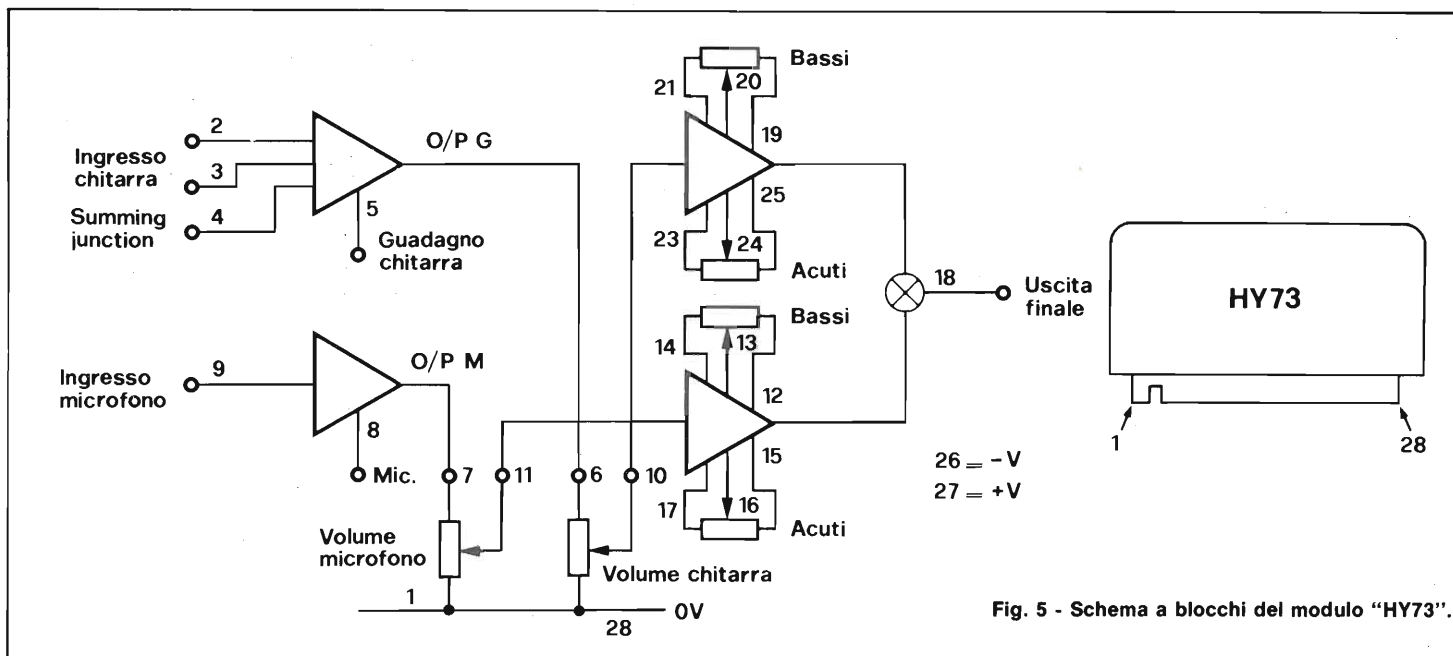 Ingresso
chitarra
2
3
Summing
junction
4
O/P G
5
Guadagno
chitarra
Ingresso
microfono
9
O/P M
8
Mic.
7
11
6
10
Volume
microfono
Volume chitarra
1
28
0V
Bassi
21
20
19
25
23
24
Acuti
Bassi
14
13
12
15
17
16
Acuti
18
Uscita
finale
26 = -V
27 = +V
HY73
1
28
Fig. 5 - Schema a blocchi del modulo "HY73".